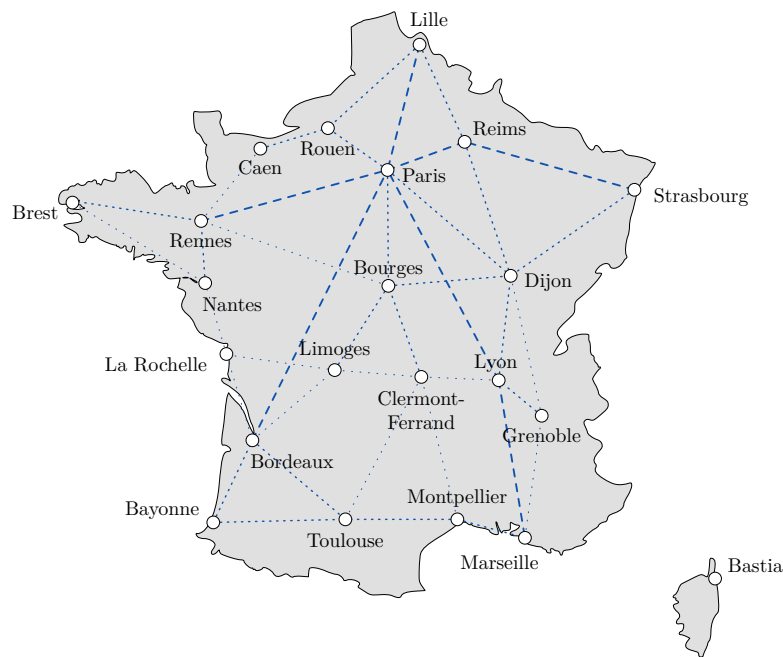 Lille
Reims
Rouen
Caen
Paris
Strasbourg
Brest
Rennes
Bourges
Dijon
Nantes
Limoges
La Rochelle
Lyon
Clermont-
Ferrand
Grenoble
Bordeaux
Montpellier
Bayonne
Toulouse
Marseille
Bastia